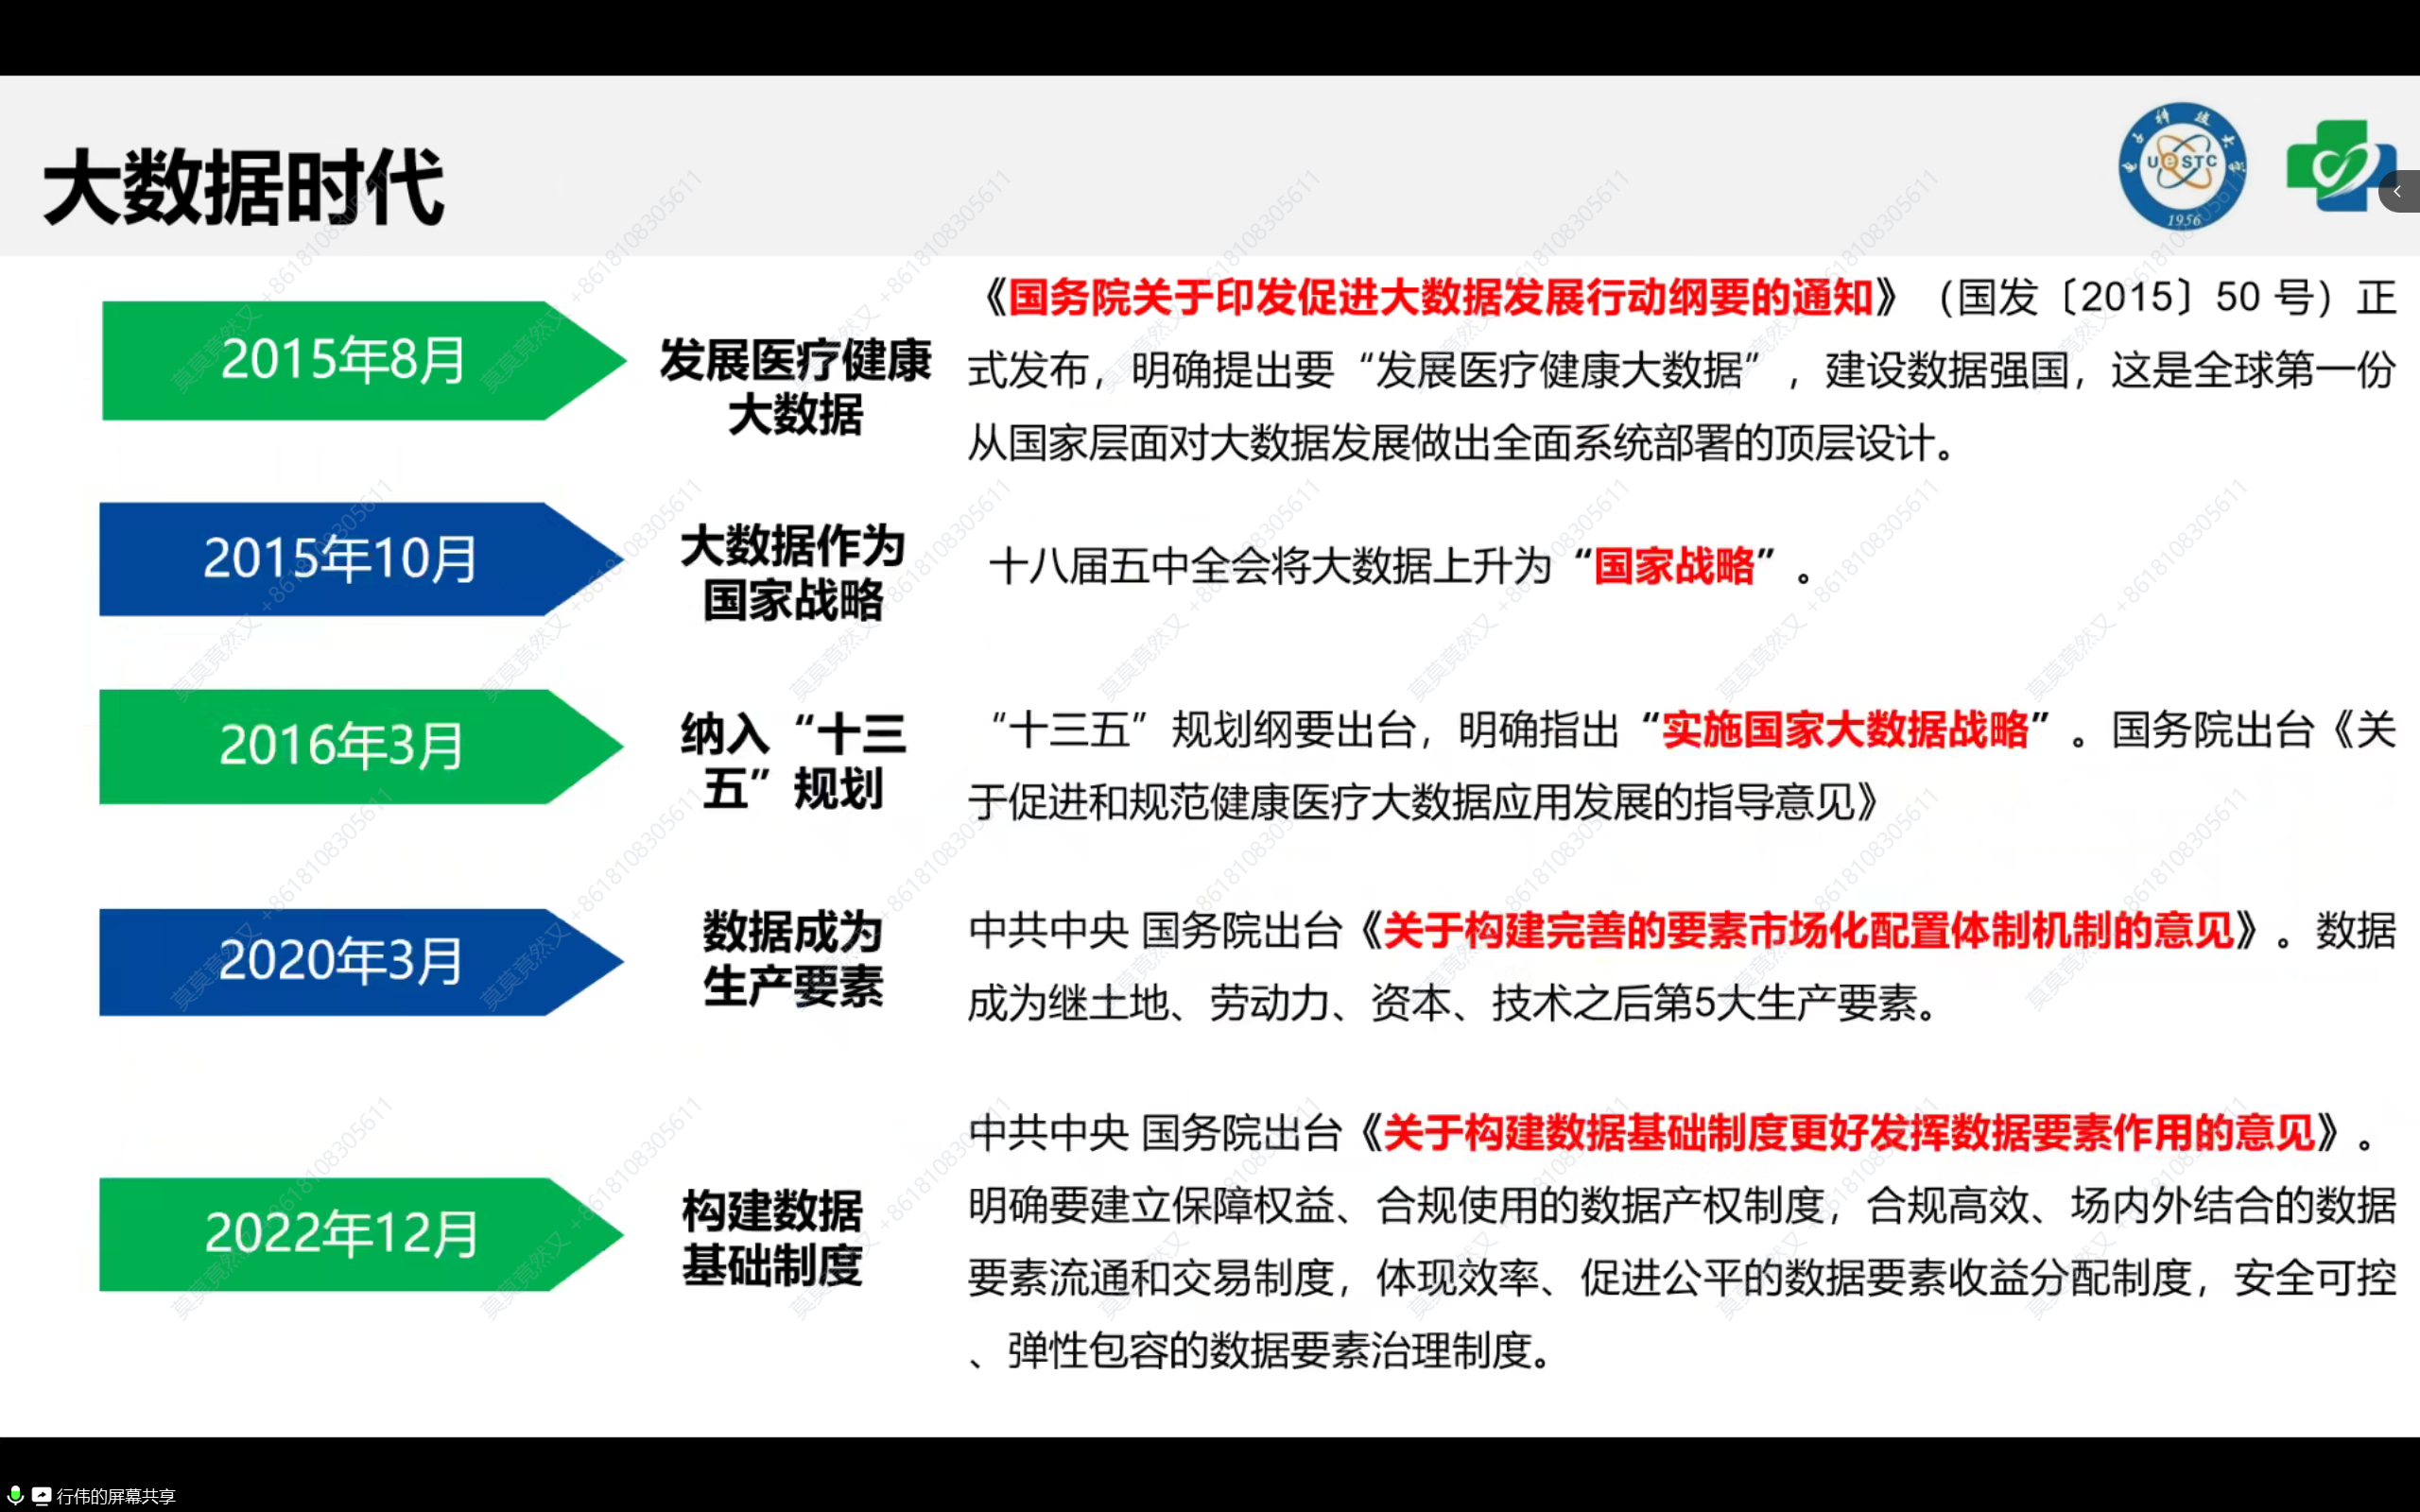 大数据时代
UESTC
1956
2015年8月
发展医疗健康
大数据
《国务院关于印发促进大数据发展行动纲要的通知》（国发〔2015〕50 号）正
式发布，明确提出要“发展医疗健康大数据”，建设数据强国，这是全球第一份
从国家层面对大数据发展做出全面系统部署的顶层设计。
2015年10月
大数据作为
国家战略
十八届五中全会将大数据上升为“国家战略”。
2016年3月
纳入“十三
五”规划
“十三五”规划纲要出台，明确指出“实施国家大数据战略”。国务院出台《关
于促进和规范健康医疗大数据应用发展的指导意见》
2020年3月
数据成为
生产要素
中共中央 国务院出台《关于构建完善的要素市场化配置体制机制的意见》。数据
成为继土地、劳动力、资本、技术之后第5大生产要素。
2022年12月
构建数据
基础制度
中共中央 国务院出台《关于构建数据基础制度更好发挥数据要素作用的意见》。
明确要建立保障权益、合规使用的数据产权制度，合规高效、场内外结合的数据
要素流通和交易制度，体现效率、促进公平的数据要素收益分配制度，安全可控
、弹性包容的数据要素治理制度。
莫莫竟然又 +8618108305611
行伟的屏幕共享